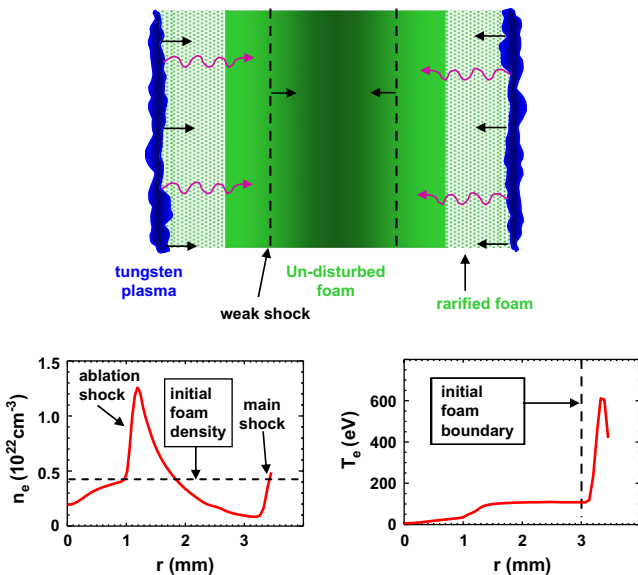 tungsten
plasma
Un-disturbed
foam
weak shock
rarified foam
1.5
1.0
0.5
0
n_e (10^22cm^-3)
ablation
shock
initial
foam
density
main
shock
0 1 2 3
r (mm)
600
400
200
0
T_e (eV)
initial
foam
boundary
0 1 2 3
r (mm)